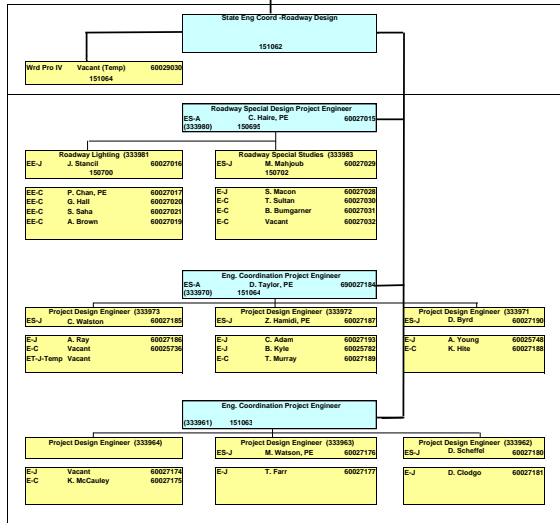 State Eng Coord -Roadway Design
151062
Wrd Pro IV Vacant (Temp) 60029030
151064
Roadway Special Design Project Engineer
ES-A C. Haire, PE 60027015
(333980) 150695
Roadway Lighting (333981
EE-J J. Stancil 60027016
150700
Roadway Special Studies (333983
ES-J M. Mahjoub 60027029
150702
EE-C P. Chan, PE 60027017
EE-C G. Hall 60027020
EE-C S. Saha 60027021
EE-C A. Brown 60027019
E-J S. Macon 60027028
E-C T. Sultan 60027030
E-C B. Bumgarner 60027031
E-C Vacant 60027032
Eng. Coordination Project Engineer
ES-A D. Taylor, PE 690027184
(333970) 151064
Project Design Engineer (333973
ES-J C. Walston 60027185
Project Design Engineer (333972
ES-J Z. Hamidi, PE 60027187
Project Design Engineer (333971
ES-J D. Byrd 60027190
E-J A. Ray 60027186
E-C Vacant 60025736
ET-J-Temp Vacant
E-J C. Adam 60027193
E-J B. Kyle 60025782
E-C T. Murray 60027189
E-J A. Young 60025748
E-C K. Hite 60027188
Eng. Coordination Project Engineer
(333961) 151063
Project Design Engineer (333964)
Project Design Engineer (333963)
ES-J M. Watson, PE 60027176
Project Design Engineer (333962)
ES-J D. Scheffel 60027180
E-J Vacant 60027174
E-C K. McCauley 60027175
E-J T. Farr 60027177
E-J D. Clodgo 60027181